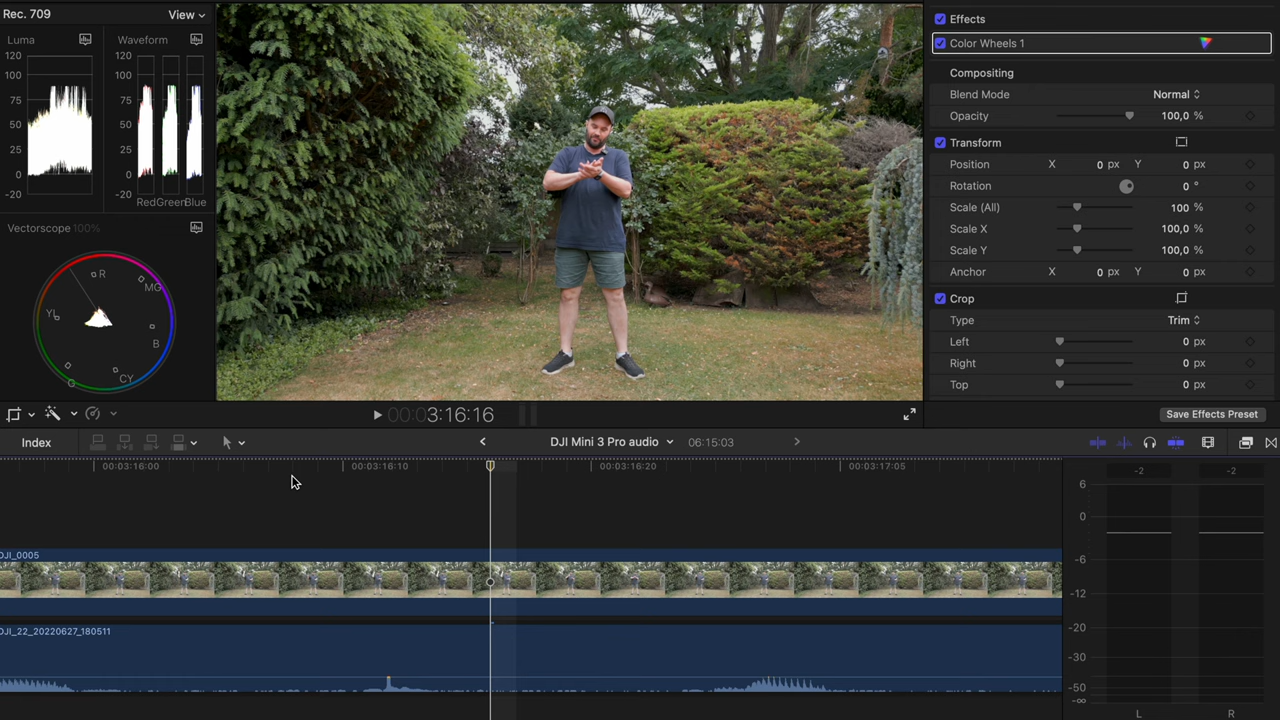 Rec. 709
View
Luma
Waveform
120
100
75
50
25
0
-20
120
100
75
50
25
0
-20
Red Green Blue
Vectorscope 100%
R
MG
YL
B
G
CY
Effects
Color Wheels 1
Compositing
Blend Mode Normal
Opacity 100,0 %
Transform
Position X 0 px Y 0 px
Rotation 0 °
Scale (All) 100 %
Scale X 100,0 %
Scale Y 100,0 %
Anchor X 0 px Y 0 px
Crop
Type Trim
Left 0 px
Right 0 px
Top 0 px
00:03:16:16
Save Effects Preset
Index
DJI Mini 3 Pro audio
06:15:03
00:03:16:00
00:03:16:10
00:03:16:20
00:03:17:05
DJI_0005
DJI_22_20220627_180511
-2 -2
6
0
-6
-12
-20
-30
-50
-∞
L R